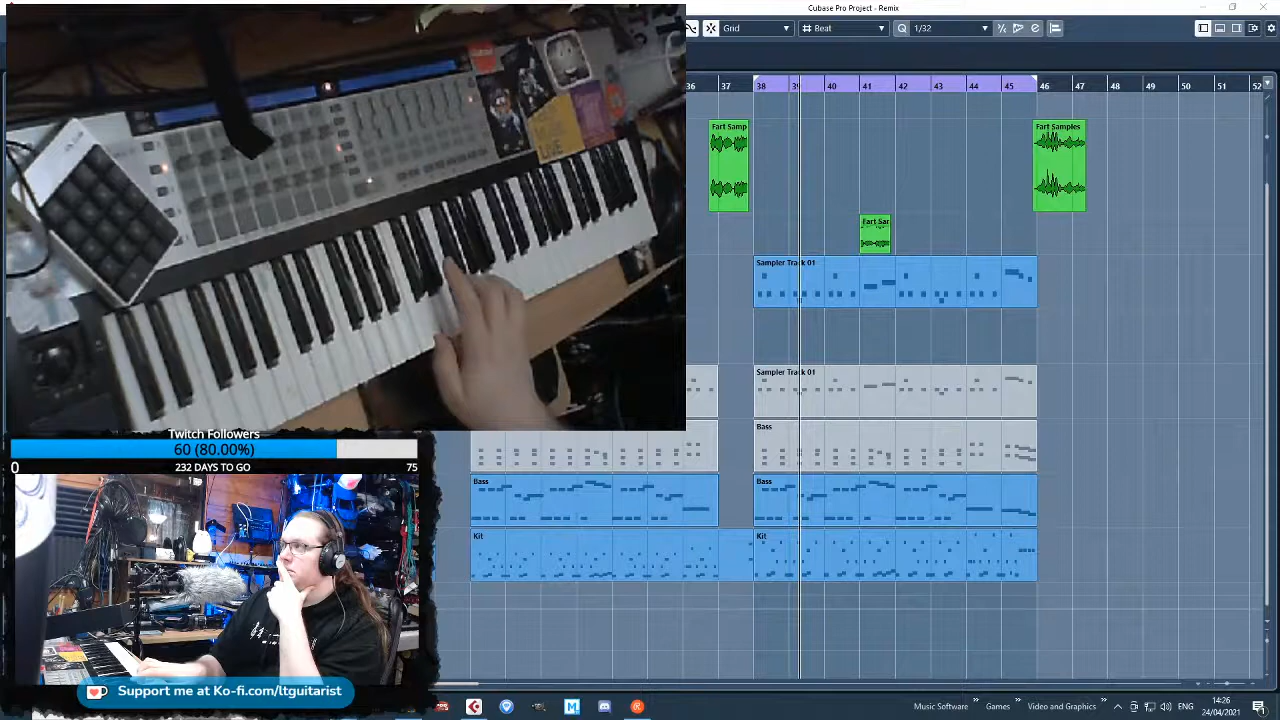 Cubase Pro Project - Remix
Grid
Beat
1/32
36 37 38 39 40 41 42 43 44 45 46 47 48 49 50 51 52
Fart Samp
Fart Samples
Fart Sar
Sampler Track 01
Sampler Track 01
Bass
Bass
Bass
Kit
Kit
Twitch Followers
60 (80.00%)
0
232 DAYS TO GO
75
Support me at Ko-fi.com/ltguitarist
Music Software
Games
Video and Graphics
14:26
24/04/2021